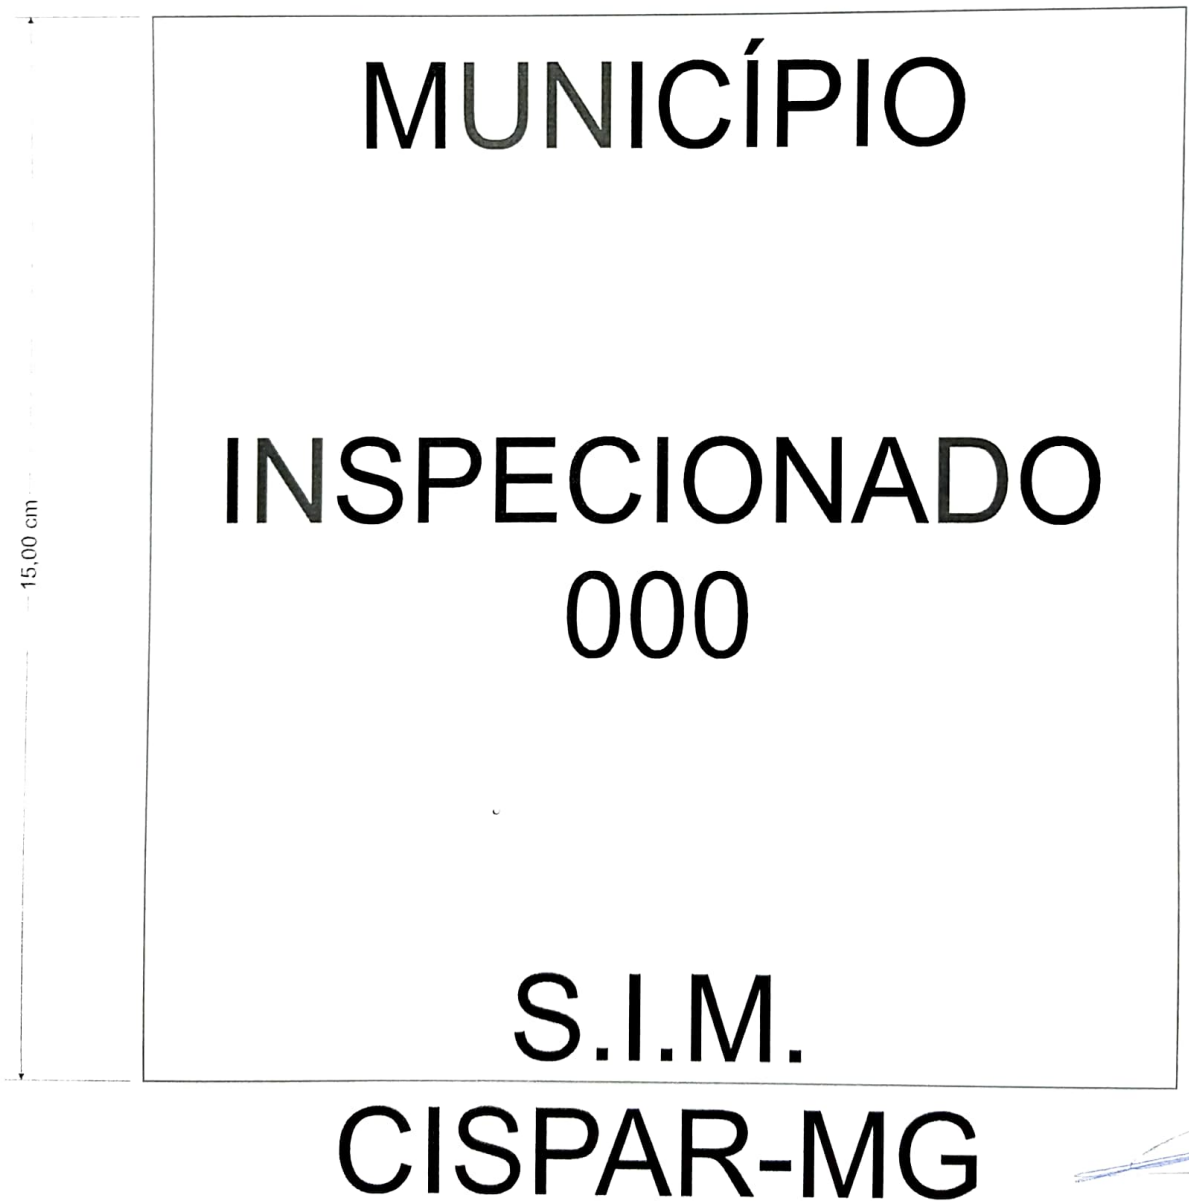 MUNICÍPIO
15,00 cm
INSPECIONADO
000
S.I.M.
CISPAR-MG